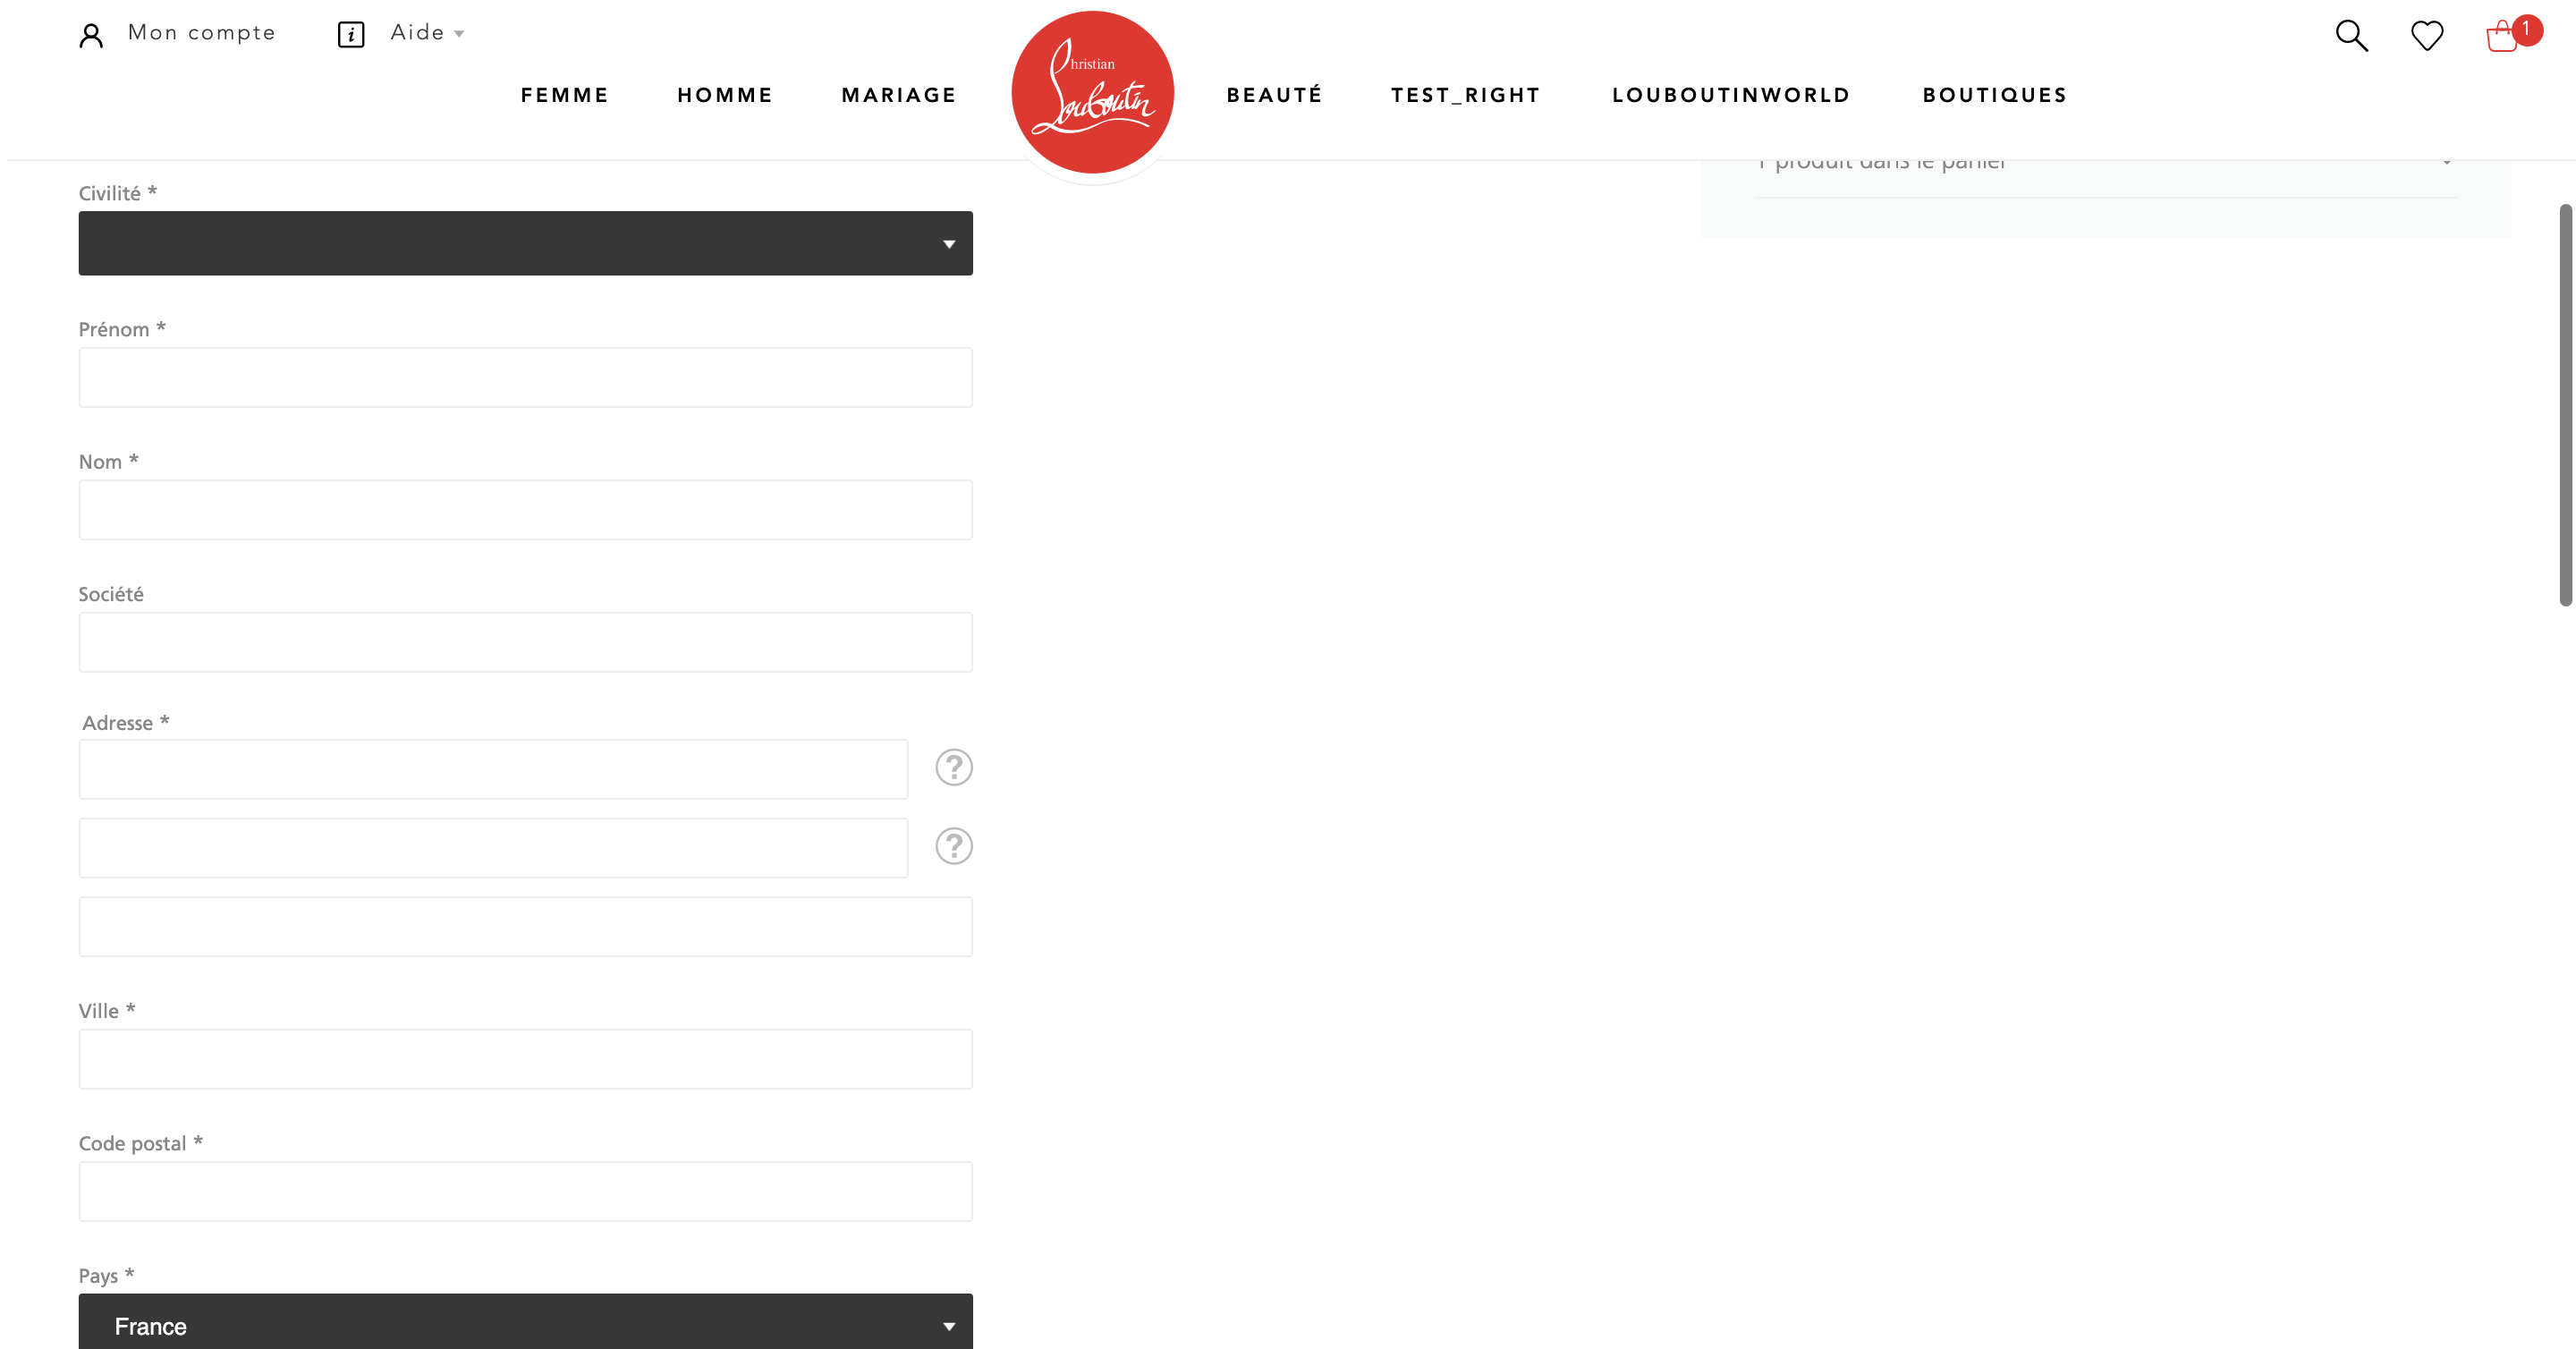 Mon compte
Aide
FEMME
HOMME
MARIAGE
Christian
Louboutin
BEAUTÉ
TEST_RIGHT
LOUBOUTINWORLD
BOUTIQUES
1
1 produit dans le panier
Civilité *
Prénom *
Nom *
Société
Adresse *
?
?
Ville *
Code postal *
Pays *
France